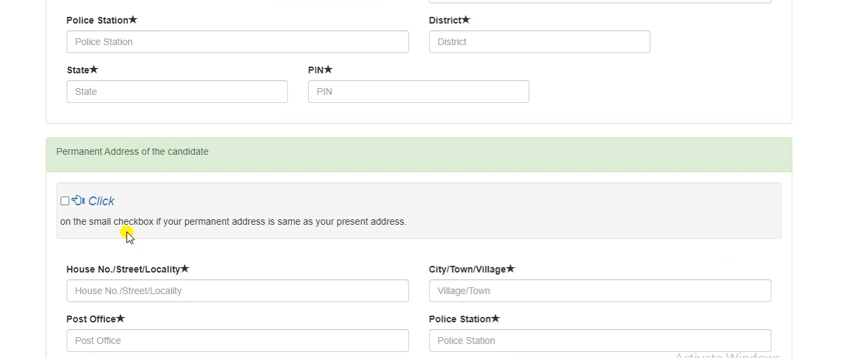 Police Station★ District★
Police Station District
State★ PIN★
State PIN
Permanent Address of the candidate
Click
on the small checkbox if your permanent address is same as your present address.
House No./Street/Locality★ City/Town/Village★
House No./Street/Locality Village/Town
Post Office★ Police Station★
Post Office Police Station
Activate Windows